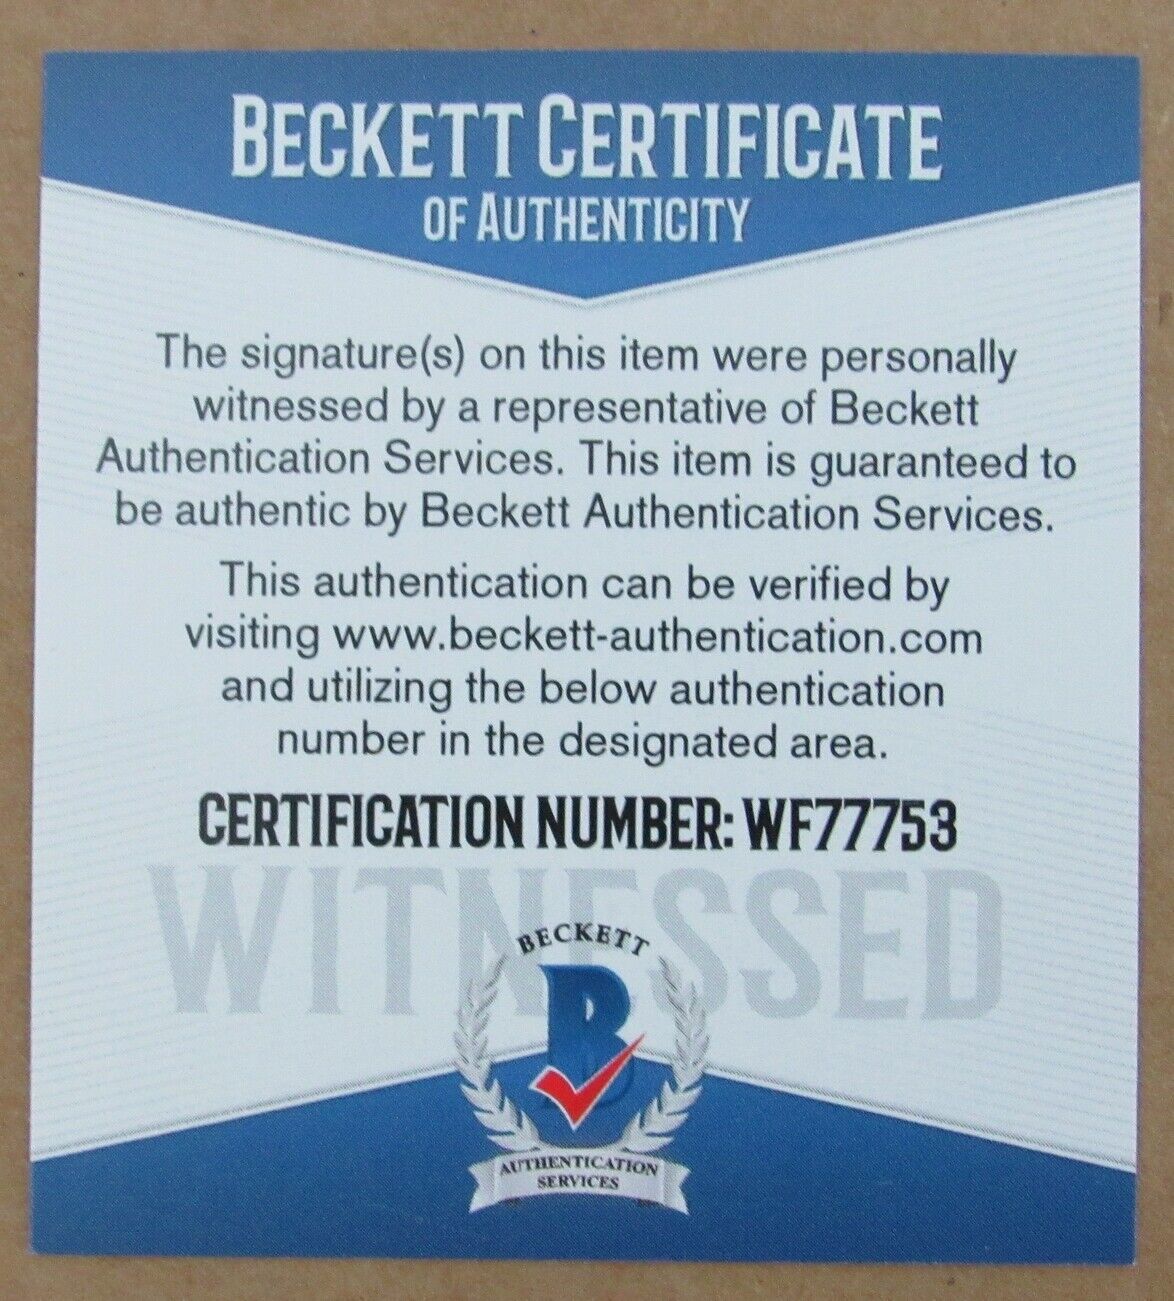 BECKETT CERTIFICATE
OF AUTHENTICITY
The signature(s) on this item were personally
witnessed by a representative of Beckett
Authentication Services. This item is guaranteed to
be authentic by Beckett Authentication Services.
This authentication can be verified by
visiting www.beckett-authentication.com
and utilizing the below authentication
number in the designated area.
CERTIFICATION NUMBER: WF77753
WITNESSED
BECKETT
B
AUTHENTICATION
SERVICES